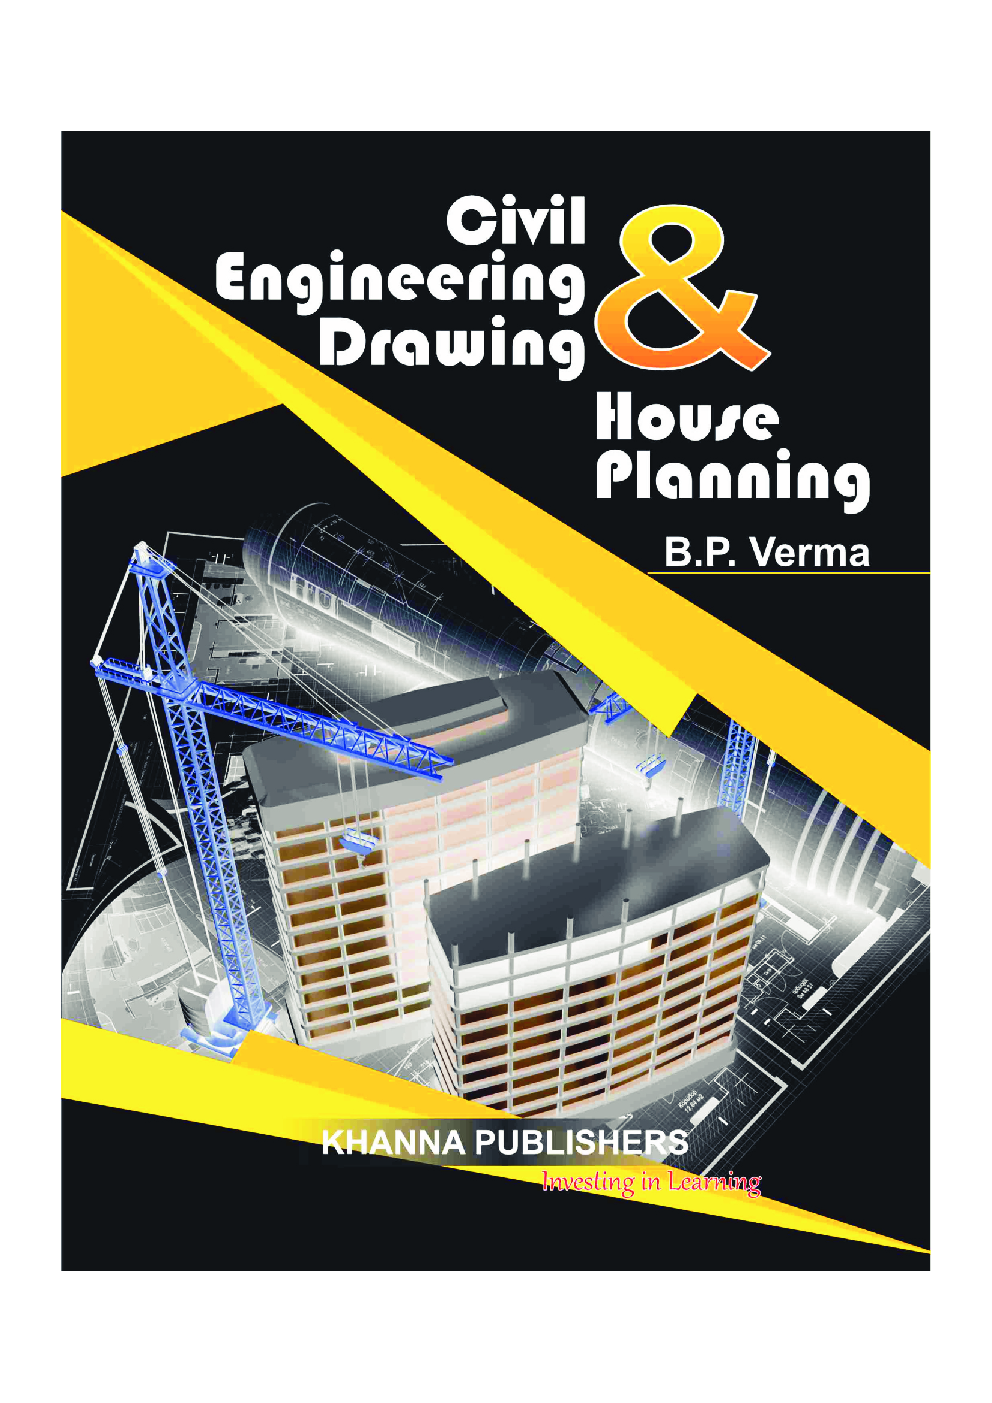 Civil
Engineering
Drawing
&
House
Planning
B.P. Verma
KHANNA PUBLISHERS
Investing in Learning